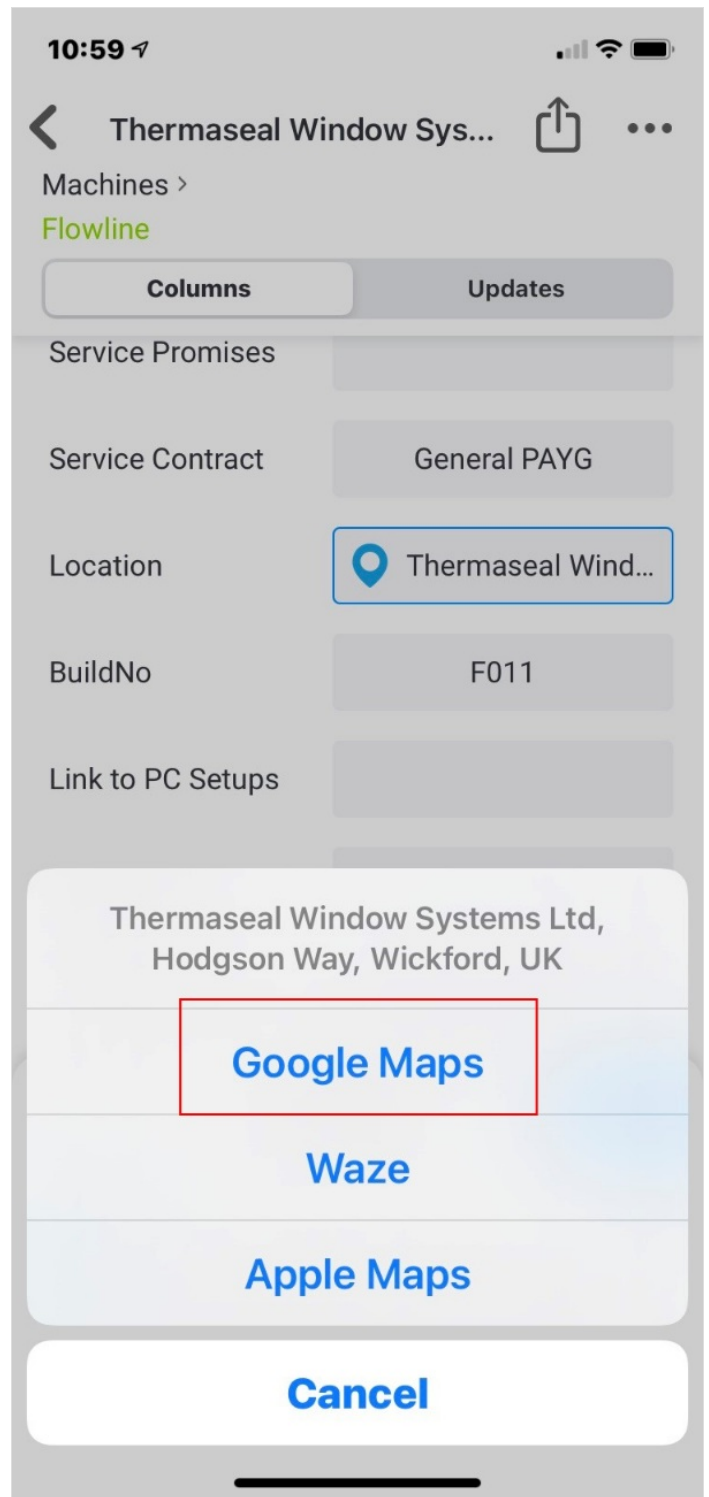 10:59
Thermaseal Window Sys...
Machines >
Flowline
Columns Updates
Service Promises
Service Contract General PAYG
Location Thermaseal Wind...
BuildNo F011
Link to PC Setups
Thermaseal Window Systems Ltd,
Hodgson Way, Wickford, UK
Google Maps
Waze
Apple Maps
Cancel